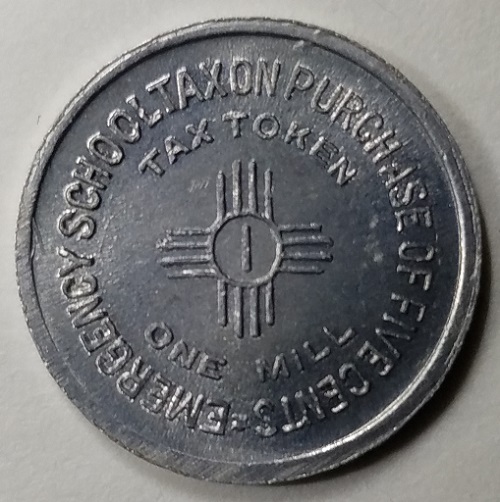 EMERGENCY SCHOOL TAX ON PURCHASE OF FIVE CENTS-
TAX TOKEN
1
ONE MILL